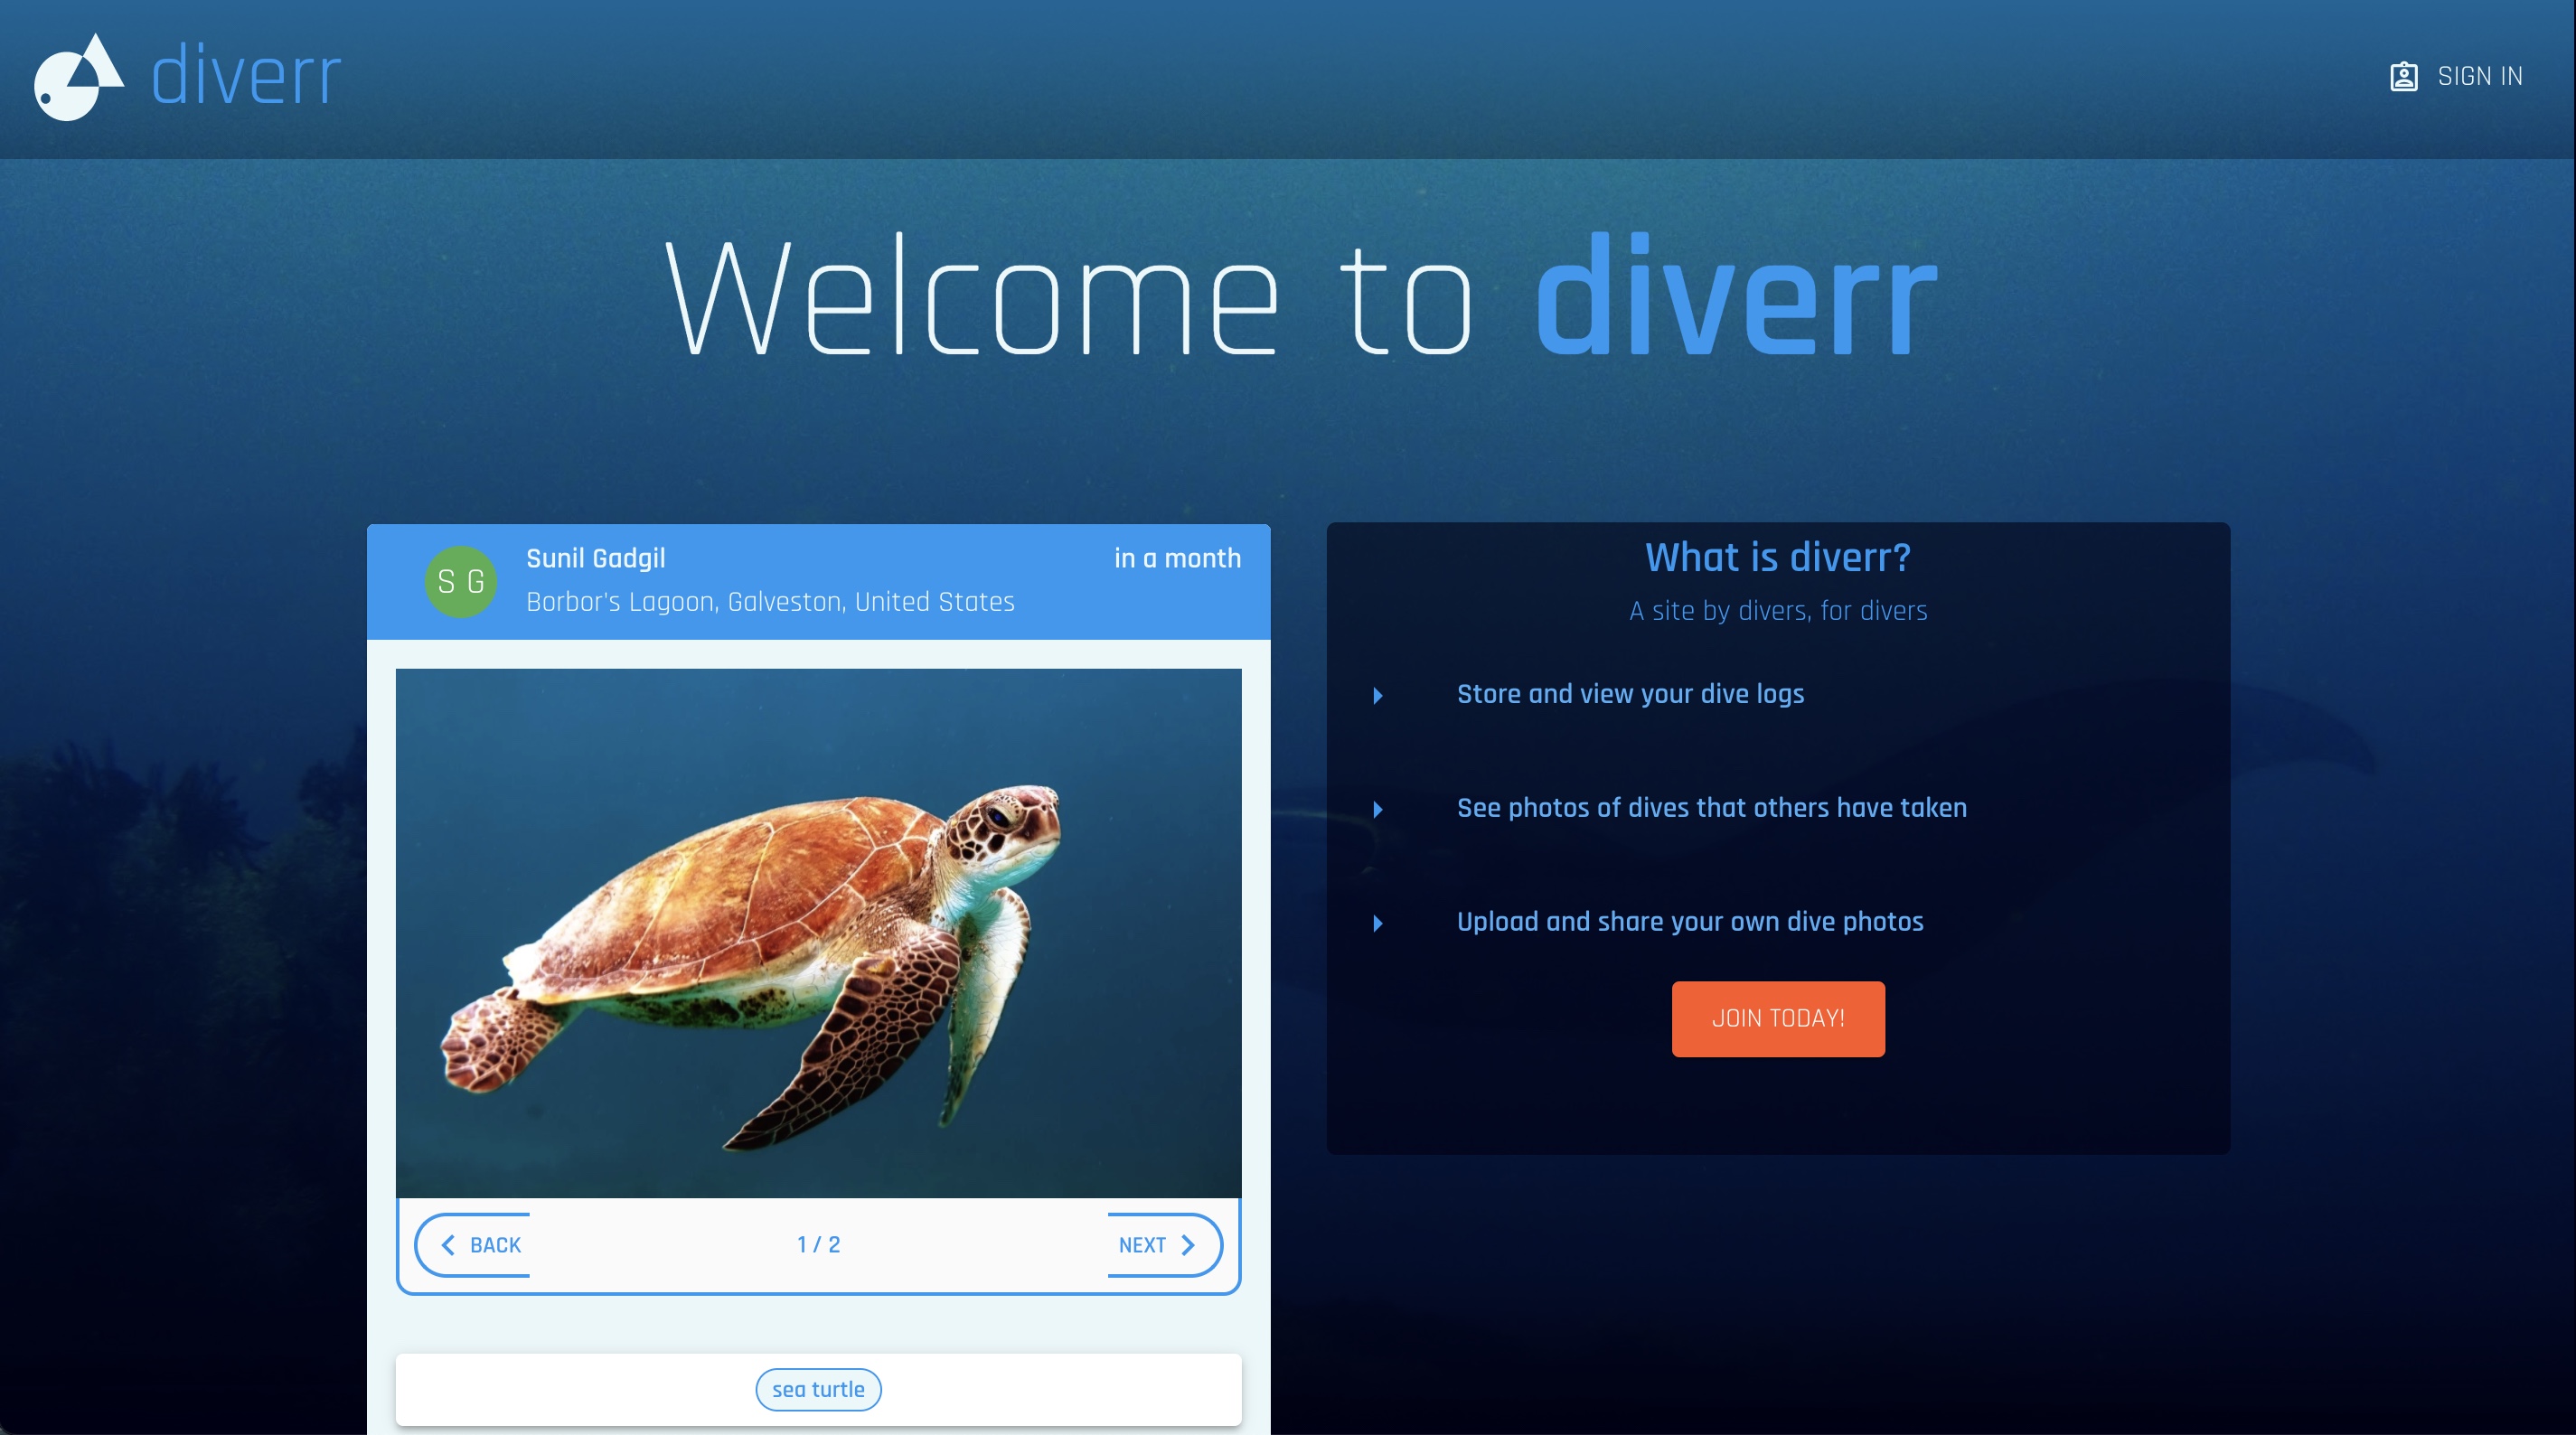 diverr
SIGN IN
Welcome to diverr
S G
Sunil Gadgil
in a month
Borbor's Lagoon, Galveston, United States
BACK
1 / 2
NEXT
sea turtle
What is diverr?
A site by divers, for divers
Store and view your dive logs
See photos of dives that others have taken
Upload and share your own dive photos
JOIN TODAY!